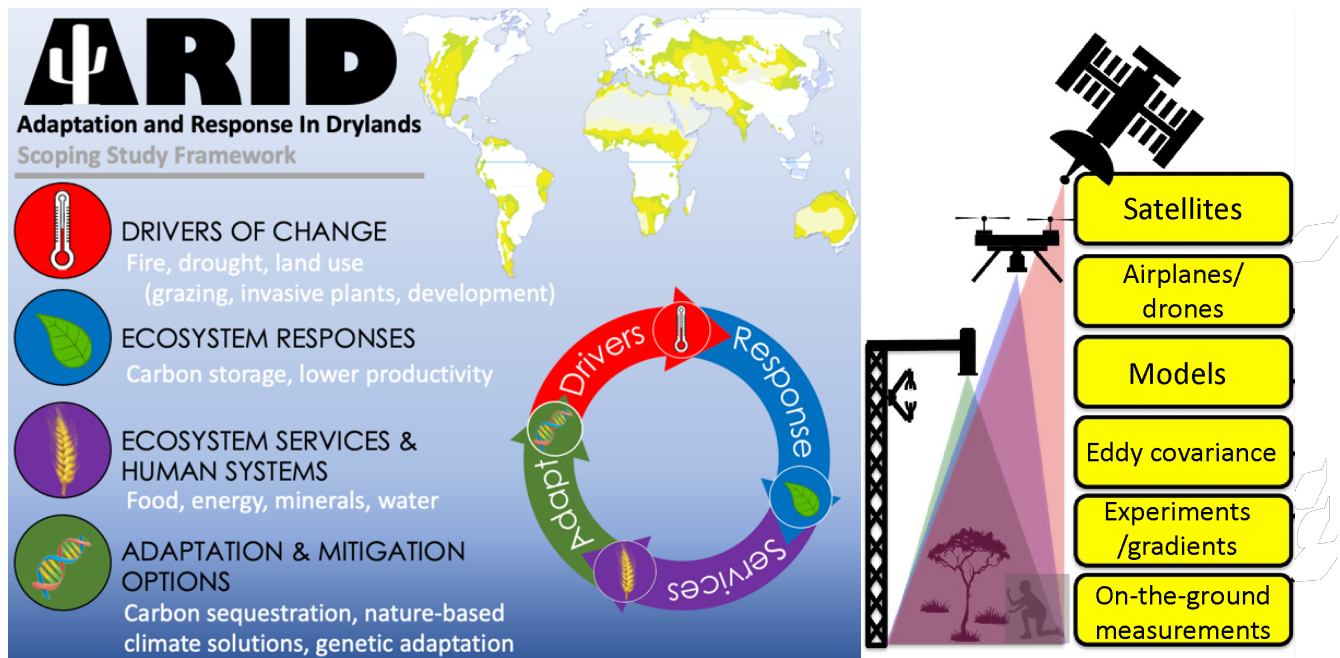 ARID
Adaptation and Response In Drylands
Scoping Study Framework
DRIVERS OF CHANGE
Fire, drought, land use
(grazing, invasive plants, development)
ECOSYSTEM RESPONSES
Carbon storage, lower productivity
ECOSYSTEM SERVICES &
HUMAN SYSTEMS
Food, energy, minerals, water
ADAPTATION & MITIGATION
OPTIONS
Carbon sequestration, nature-based
climate solutions, genetic adaptation
Drivers
Response
Services
Adapt
Satellites
Airplanes/
drones
Models
Eddy covariance
Experiments
/gradients
On-the-ground
measurements